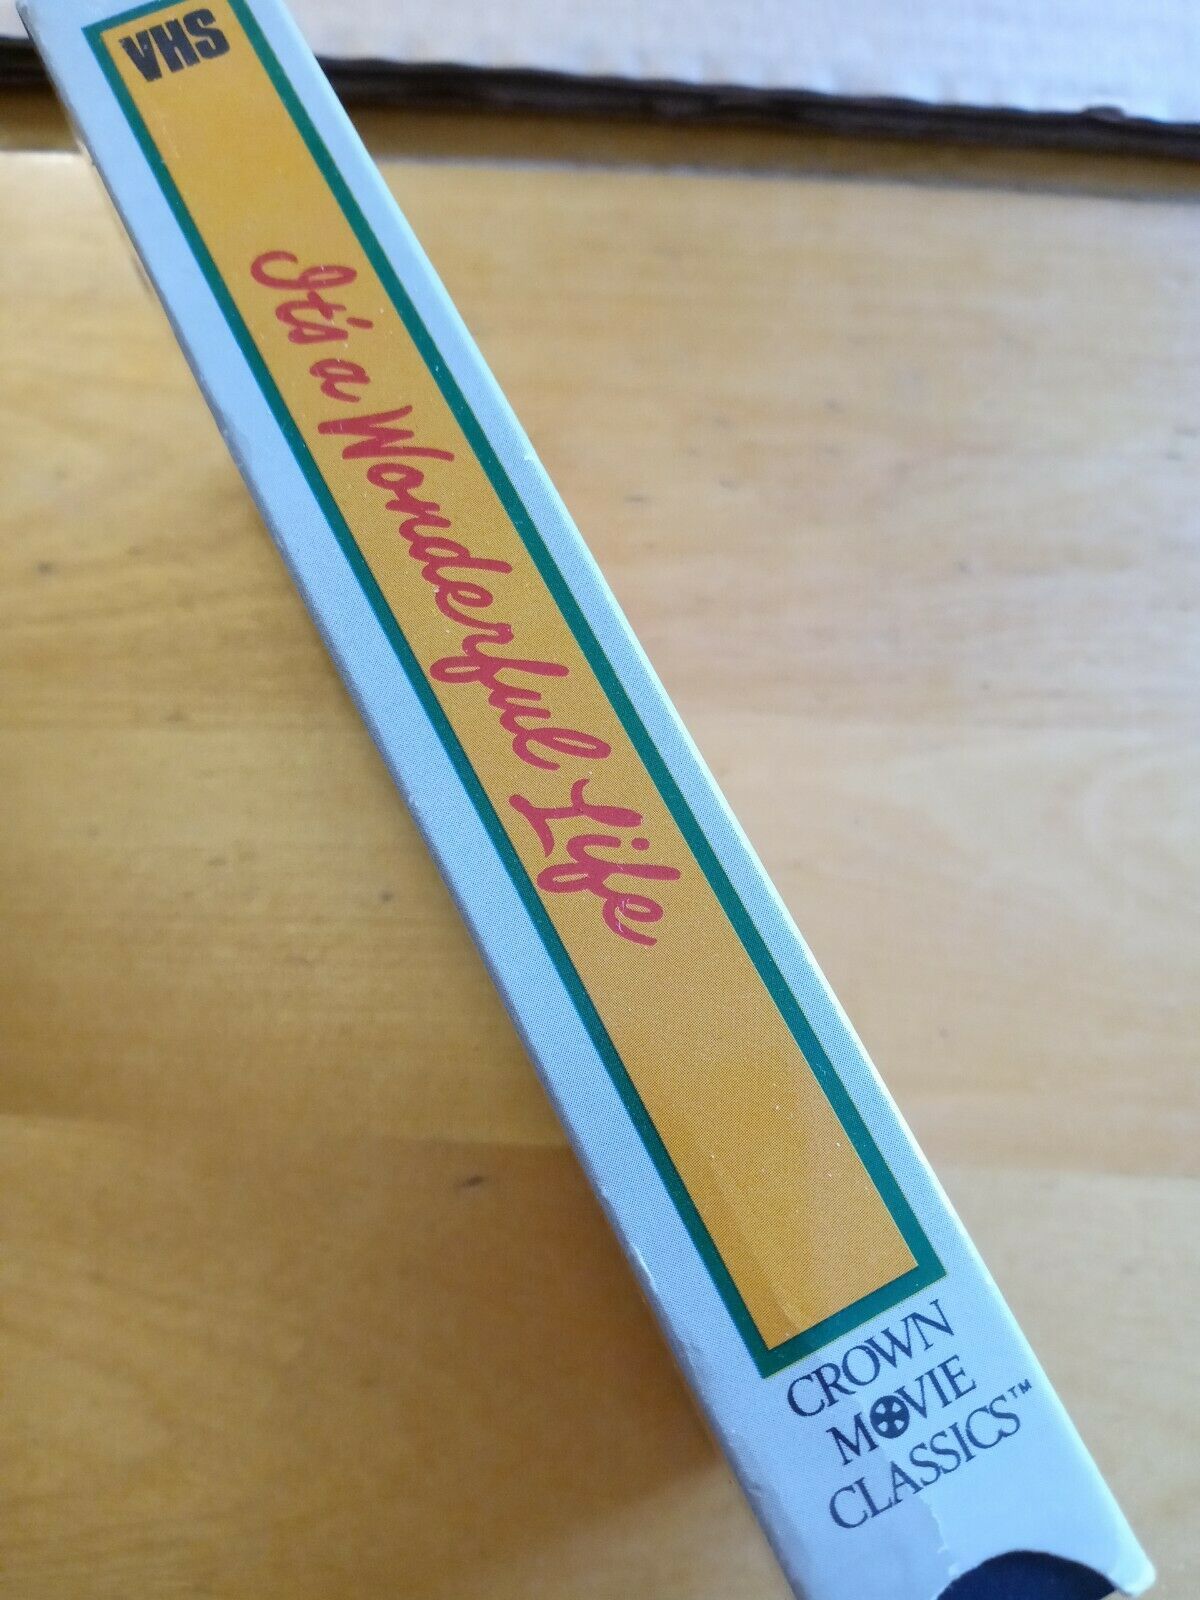 VHS
It's a Wonderful Life
CROWN
MOVIE
CLASSICS™